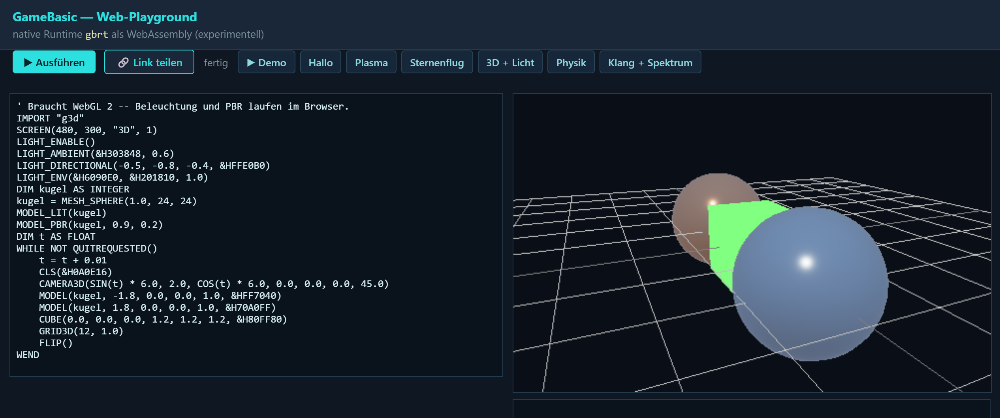 GameBasic — Web-Playground
native Runtime gbrt als WebAssembly (experimentell)
▶ Ausführen 🔗 Link teilen fertig ▶ Demo Hallo Plasma Sternenflug 3D + Licht Physik Klang + Spektrum
' Braucht WebGL 2 -- Beleuchtung und PBR laufen im Browser.
IMPORT "g3d"
SCREEN(480, 300, "3D", 1)
LIGHT_ENABLE()
LIGHT_AMBIENT(&H303848, 0.6)
LIGHT_DIRECTIONAL(-0.5, -0.8, -0.4, &HFFE0B0)
LIGHT_ENV(&H6090E0, &H201810, 1.0)
DIM kugel AS INTEGER
kugel = MESH_SPHERE(1.0, 24, 24)
MODEL_LIT(kugel)
MODEL_PBR(kugel, 0.9, 0.2)
DIM t AS FLOAT
WHILE NOT QUITREQUESTED()
    t = t + 0.01
    CLS(&H0A0E16)
    CAMERA3D(SIN(t) * 6.0, 2.0, COS(t) * 6.0, 0.0, 0.0, 0.0, 45.0)
    MODEL(kugel, -1.8, 0.0, 0.0, 1.0, &HFF7040)
    MODEL(kugel, 1.8, 0.0, 0.0, 1.0, &H70A0FF)
    CUBE(0.0, 0.0, 0.0, 1.2, 1.2, 1.2, &H80FF80)
    GRID3D(12, 1.0)
    FLIP()
WEND